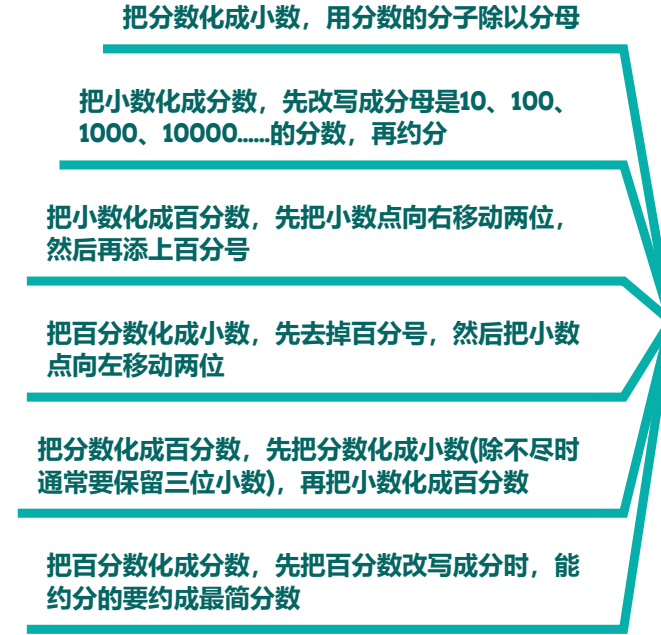 把分数化成小数，用分数的分子除以分母
把小数化成分数，先改写成分母是10、100、
1000、10000......的分数，再约分
把小数化成百分数，先把小数点向右移动两位，
然后再添上百分号
把百分数化成小数，先去掉百分号，然后把小数
点向左移动两位
把分数化成百分数，先把分数化成小数(除不尽时
通常要保留三位小数)，再把小数化成百分数
把百分数化成分数，先把百分数改写成分时，能
约分的要约成最简分数